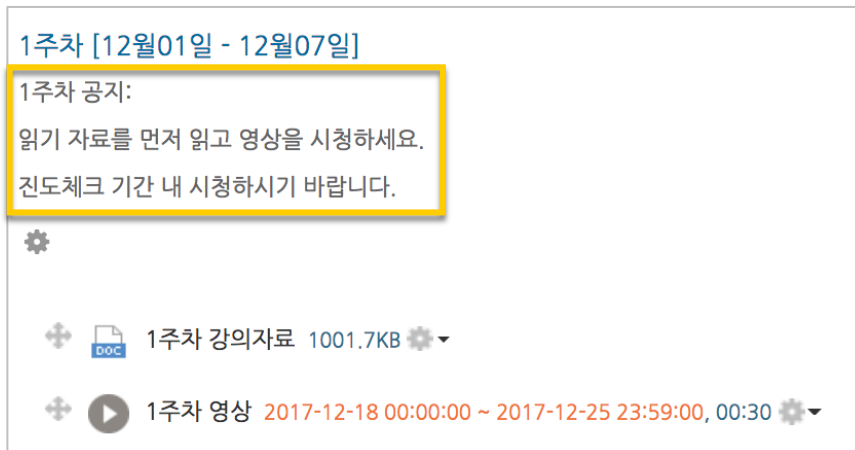 1주차 [12월01일 - 12월07일]
1주차 공지:
읽기 자료를 먼저 읽고 영상을 시청하세요.
진도체크 기간 내 시청하시기 바랍니다.
DOC 1주차 강의자료 1001.7KB
1주차 영상 2017-12-18 00:00:00 ~ 2017-12-25 23:59:00, 00:30